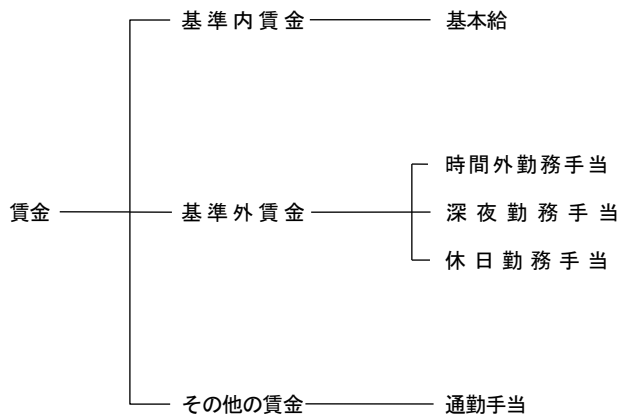 基準内賃金
基本給
時間外勤務手当
賃金
基準外賃金
深夜勤務手当
休日勤務手当
その他の賃金
通勤手当